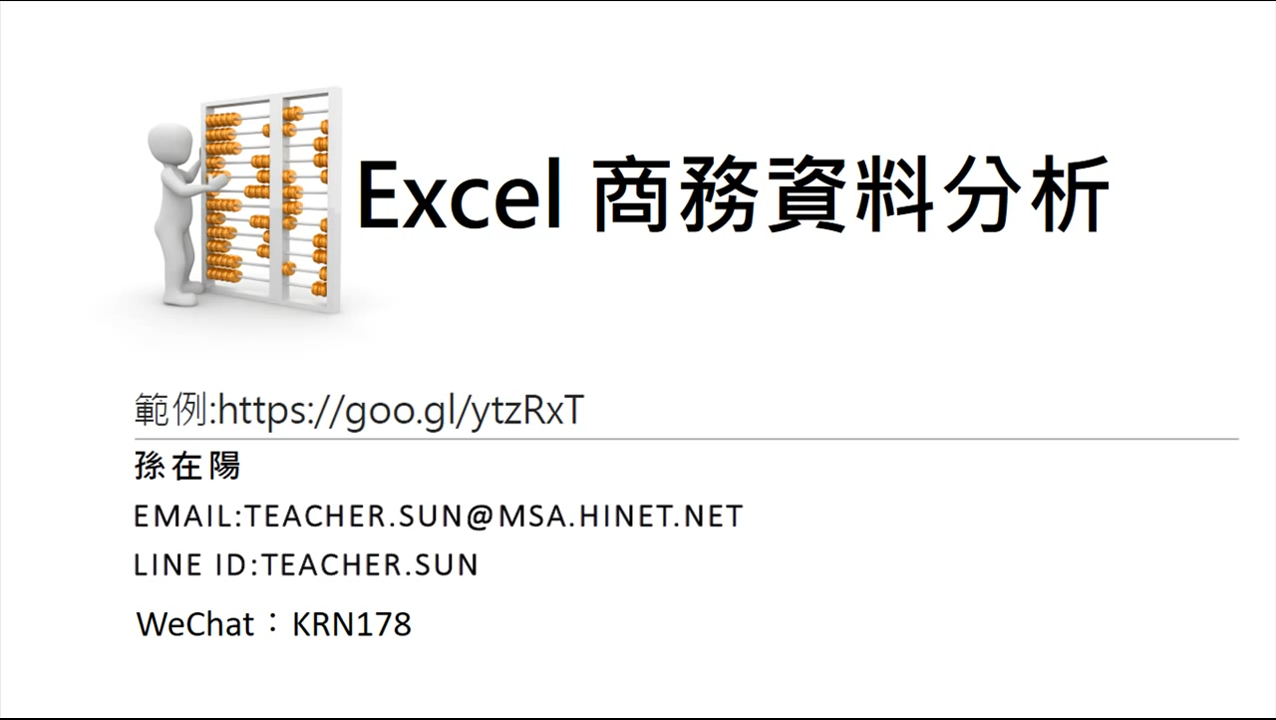 Excel 商務資料分析
範例:https://goo.gl/ytzRxT
孫在陽
EMAIL:TEACHER.SUN@MSA.HINET.NET
LINE ID:TEACHER.SUN
WeChat：KRN178